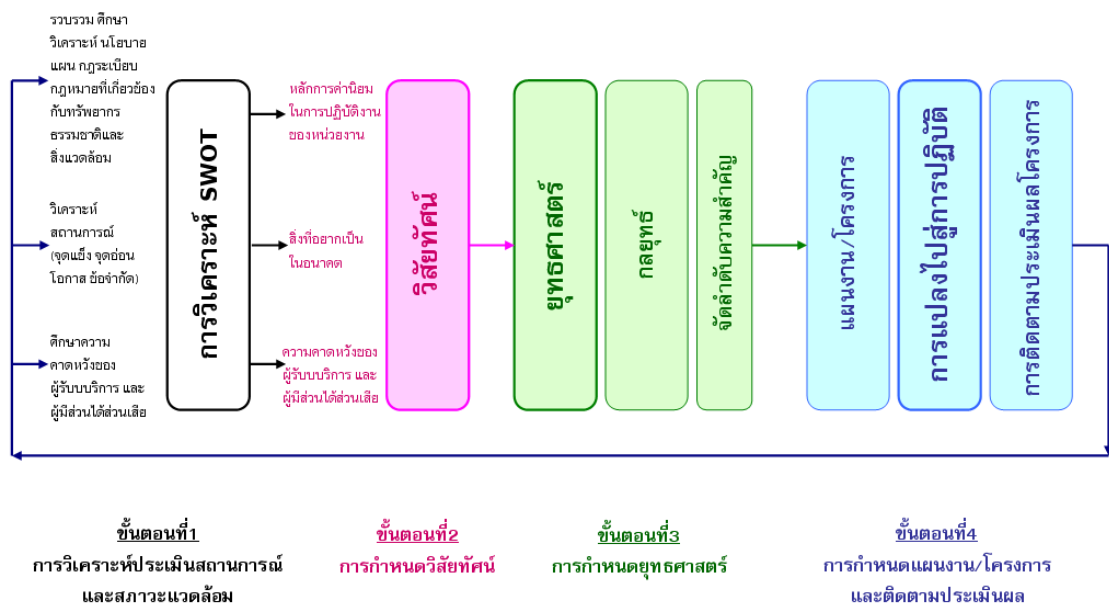 รวบรวม ศึกษา
วิเคราะห์ นโยบาย
แผน กฎระเบียบ
กฎหมายที่เกี่ยวข้อง
กับทรัพยากร
ธรรมชาติและ
สิ่งแวดล้อม
วิเคราะห์
สถานการณ์
(จุดแข็ง จุดอ่อน
โอกาส ข้อจำกัด)
ศึกษาความ
คาดหวังของ
ผู้รับบบริการ และ
ผู้มีส่วนได้ส่วนเสีย
การวิเคราะห์ SWOT
หลักการค่านิยม
ในการปฏิบัติงาน
ของหน่วยงาน
สิ่งที่อยากเป็น
ในอนาคต
ความคาดหวังของ
ผู้รับบบริการ และ
ผู้มีส่วนได้ส่วนเสีย
วิสัยทัศน์
ยุทธศาสตร์
กลยุทธ์
จัดลำดับความสำคัญ
แผนงาน/โครงการ
การแปลงไปสู่การปฏิบัติ
การติดตามประเมินผลโครงการ
ขั้นตอนที่1
การวิเคราะห์ประเมินสถานการณ์
และสภาวะแวดล้อม
ขั้นตอนที่2
การกำหนดวิสัยทัศน์
ขั้นตอนที่3
การกำหนดยุทธศาสตร์
ขั้นตอนที่4
การกำหนดแผนงาน/โครงการ
และติดตามประเมินผล